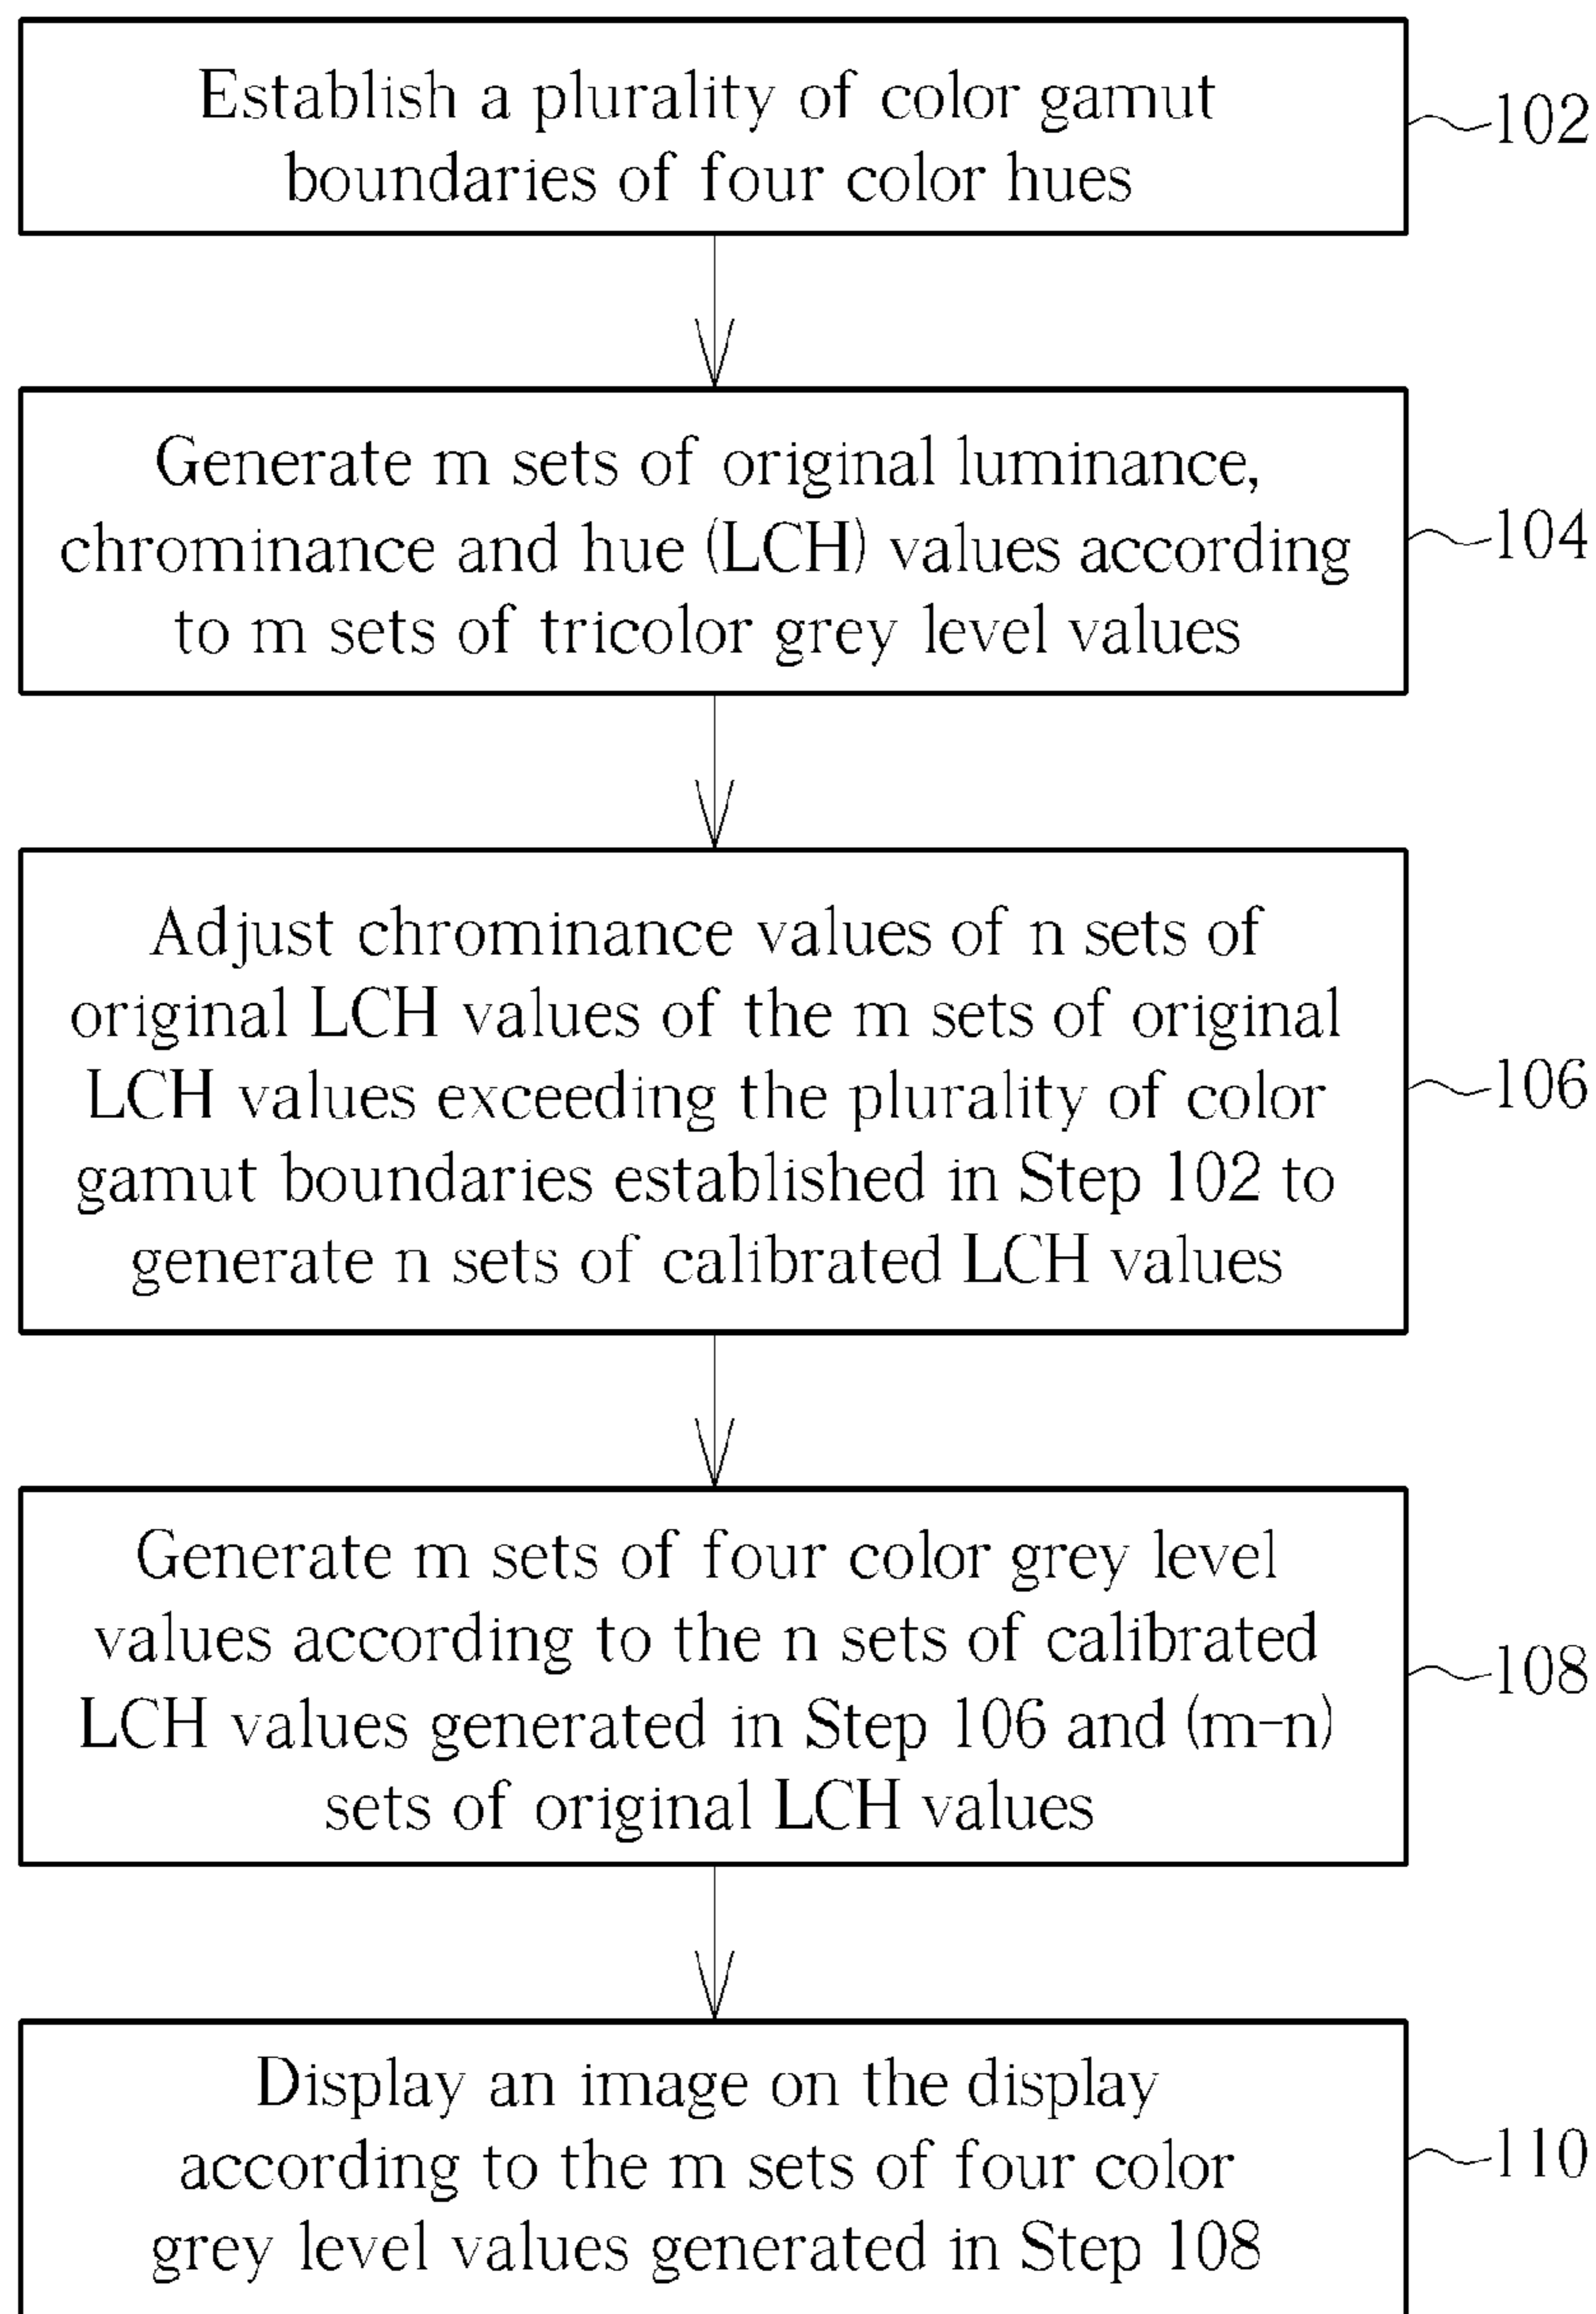 Establish a plurality of color gamut
boundaries of four color hues
102
Generate m sets of original luminance,
chrominance and hue (LCH) values according
to m sets of tricolor grey level values
104
Adjust chrominance values of n sets of
original LCH values of the m sets of original
LCH values exceeding the plurality of color
gamut boundaries established in Step 102 to
generate n sets of calibrated LCH values
106
Generate m sets of four color grey level
values according to the n sets of calibrated
LCH values generated in Step 106 and (m-n)
sets of original LCH values
108
Display an image on the display
according to the m sets of four color
grey level values generated in Step 108
110